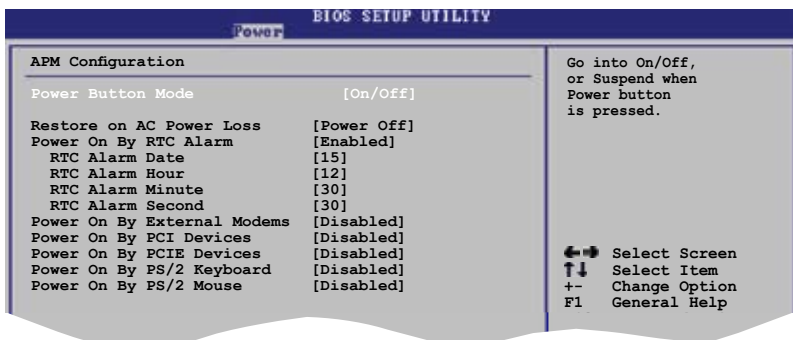 BIOS SETUP UTILITY
Power
APM Configuration
Power Button Mode [On/Off]
Restore on AC Power Loss [Power Off]
Power On By RTC Alarm [Enabled]
RTC Alarm Date [15]
RTC Alarm Hour [12]
RTC Alarm Minute [30]
RTC Alarm Second [30]
Power On By External Modems [Disabled]
Power On By PCI Devices [Disabled]
Power On By PCIE Devices [Disabled]
Power On By PS/2 Keyboard [Disabled]
Power On By PS/2 Mouse [Disabled]
Go into On/Off,
or Suspend when
Power button
is pressed.
←→ Select Screen
↑↓ Select Item
+- Change Option
F1 General Help